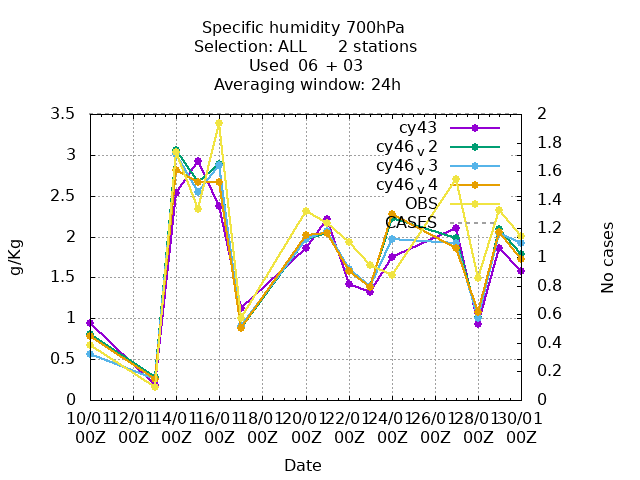 Specific humidity 700hPa
Selection: ALL 2 stations
Used 06 + 03
Averaging window: 24h
3.5
3
2.5
2
1.5
1
0.5
0
g/Kg
2
1.8
1.6
1.4
1.2
1
0.8
0.6
0.4
0.2
0
No cases
cy43
cy46_v2
cy46_v3
cy46_v4
OBS
CASES
10/01 12/01 14/01 16/01 18/01 20/01 22/01 24/01 26/01 28/01 30/01
00Z 00Z 00Z 00Z 00Z 00Z 00Z 00Z 00Z 00Z 00Z
Date